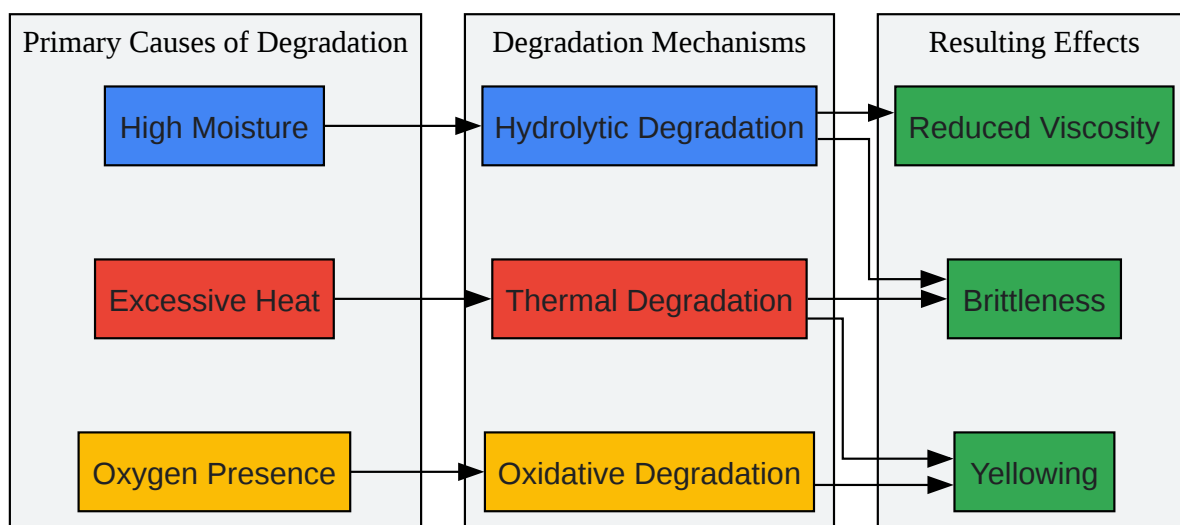 Primary Causes of Degradation
High Moisture
Excessive Heat
Oxygen Presence
Degradation Mechanisms
Hydrolytic Degradation
Thermal Degradation
Oxidative Degradation
Resulting Effects
Reduced Viscosity
Brittleness
Yellowing